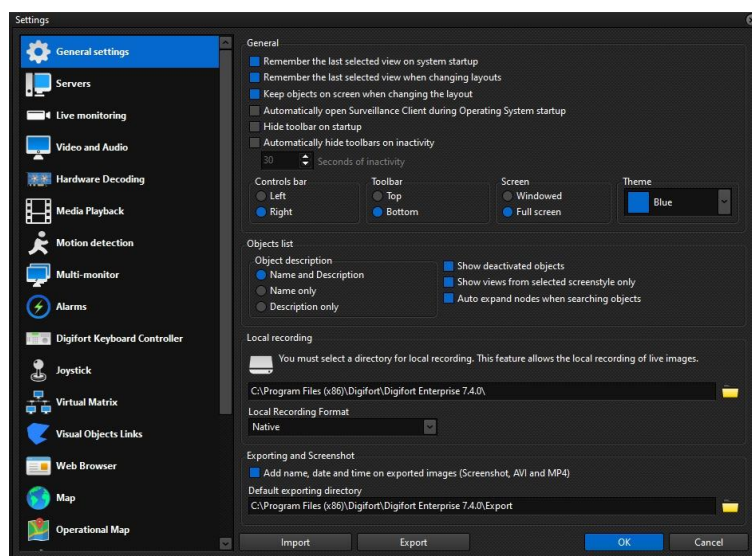 Settings
General settings
Servers
Live monitoring
Video and Audio
Hardware Decoding
Media Playback
Motion detection
Multi-monitor
Alarms
Digifort Keyboard Controller
Joystick
Virtual Matrix
Visual Objects Links
Web Browser
Map
Operational Map
General
Remember the last selected view on system startup
Remember the last selected view when changing layouts
Keep objects on screen when changing the layout
Automatically open Surveillance Client during Operating System startup
Hide toolbar on startup
Automatically hide toolbars on inactivity
30 Seconds of inactivity
Controls bar
Left
Right
Toolbar
Top
Bottom
Screen
Windowed
Full screen
Theme
Blue
Objects list
Object description
Name and Description
Name only
Description only
Show deactivated objects
Show views from selected screenstyle only
Auto expand nodes when searching objects
Local recording
You must select a directory for local recording. This feature allows the local recording of live images.
C:\Program Files (x86)\Digifort\Digifort Enterprise 7.4.0\
Local Recording Format
Native
Exporting and Screenshot
Add name, date and time on exported images (Screenshot, AVI and MP4)
Default exporting directory
C:\Program Files (x86)\Digifort\Digifort Enterprise 7.4.0\Export
Import Export OK Cancel